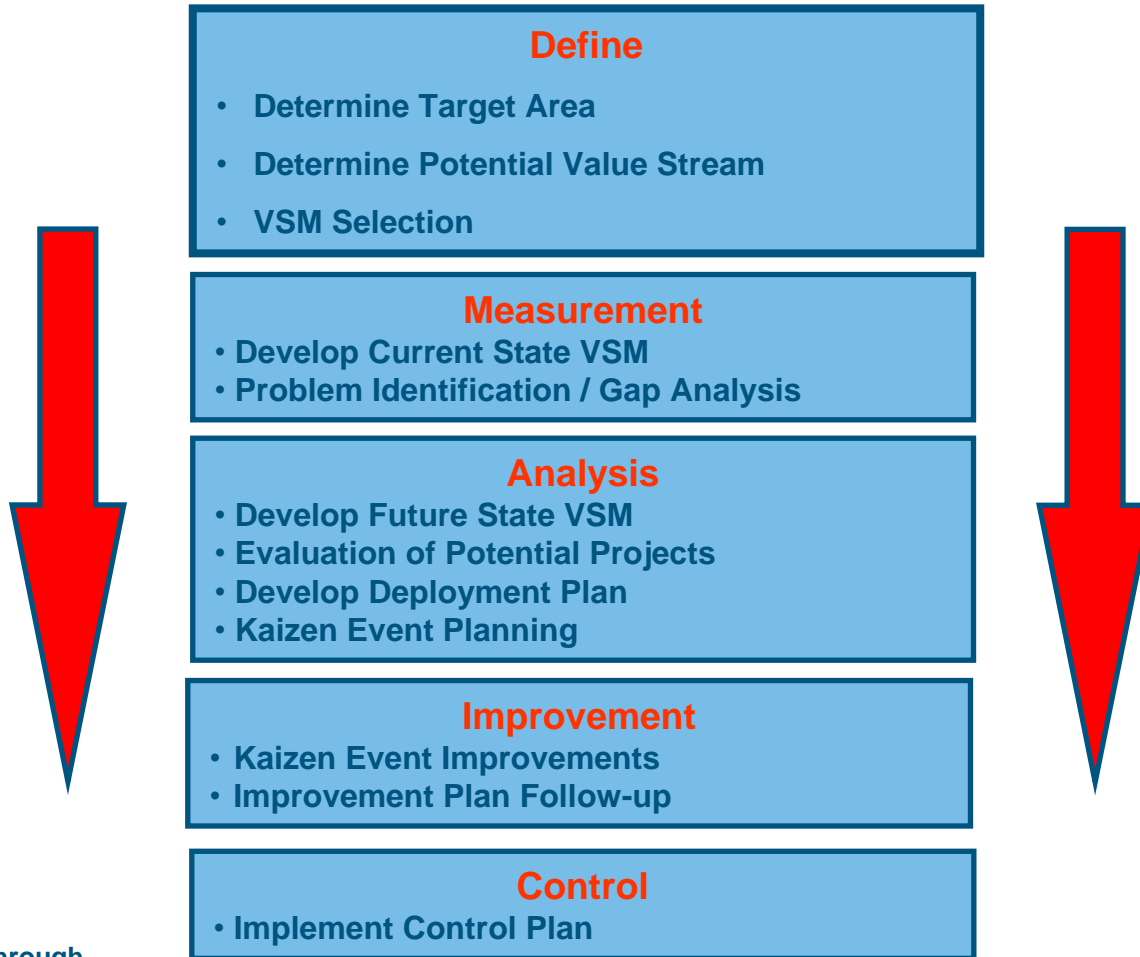 Define
• Determine Target Area
• Determine Potential Value Stream
• VSM Selection
Measurement
• Develop Current State VSM
• Problem Identification / Gap Analysis
Analysis
• Develop Future State VSM
• Evaluation of Potential Projects
• Develop Deployment Plan
• Kaizen Event Planning
Improvement
• Kaizen Event Improvements
• Improvement Plan Follow-up
Control
• Implement Control Plan